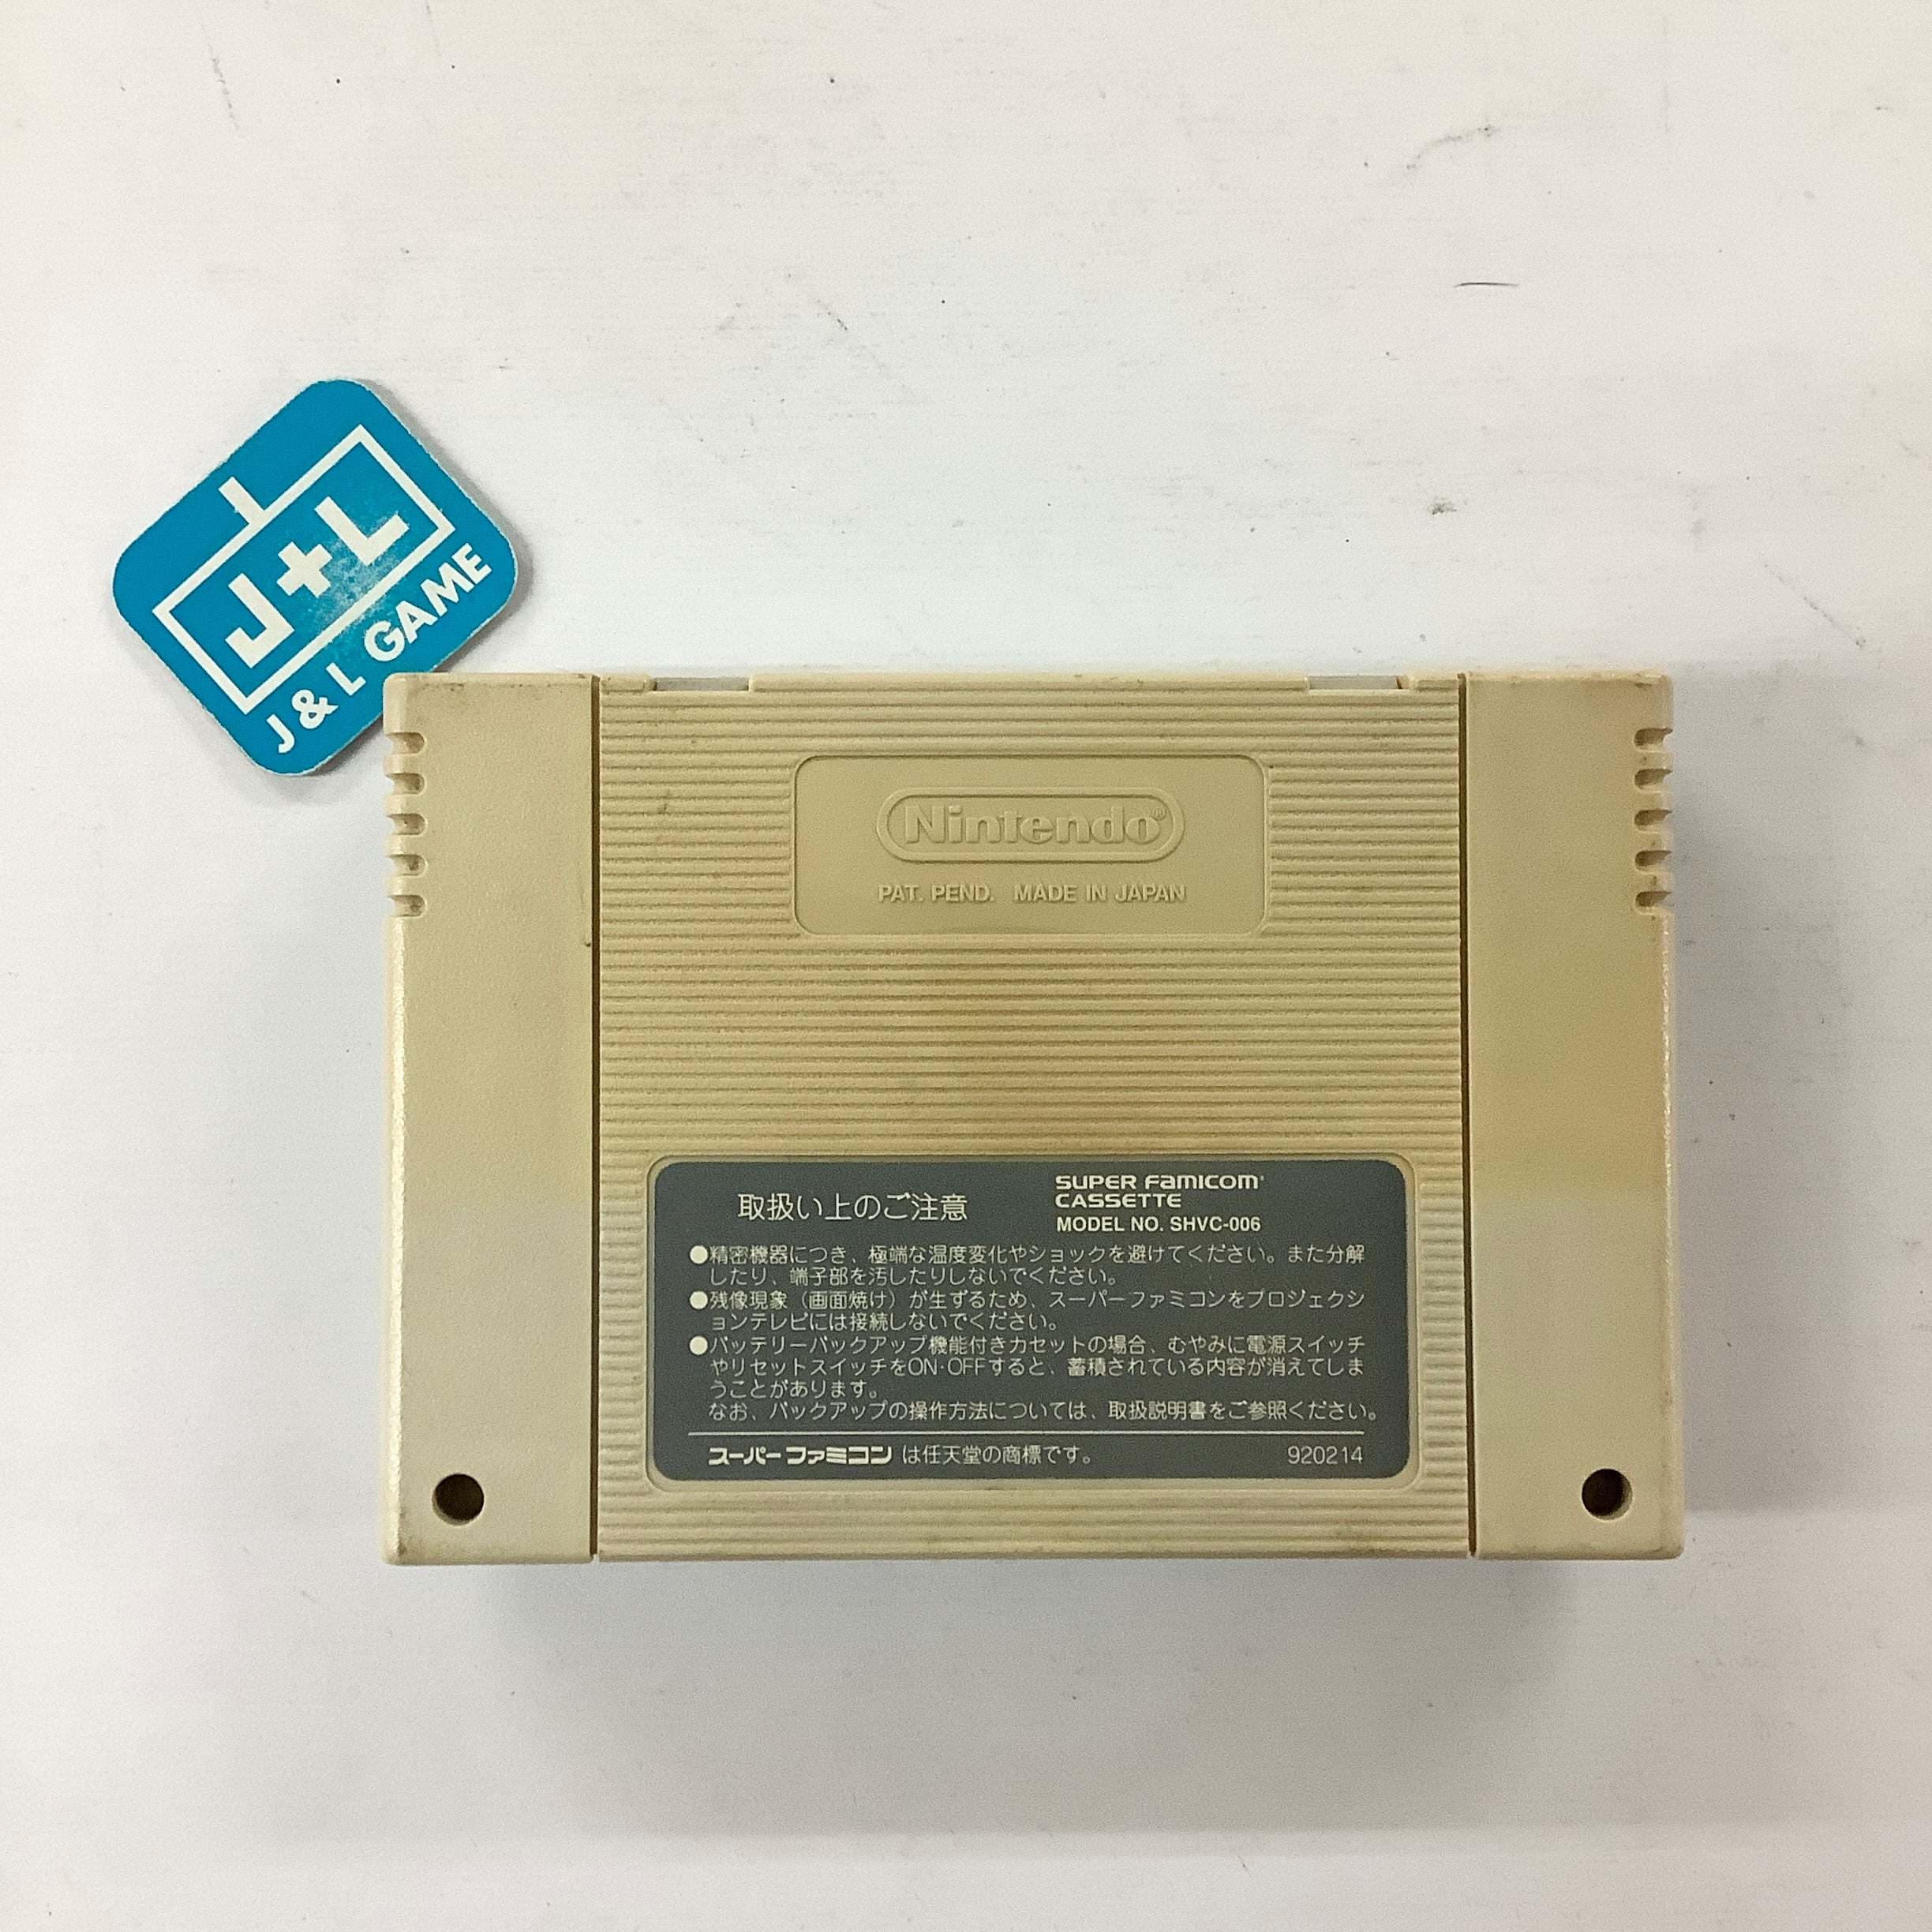 J+L
J & L GAME
Nintendo®
PAT. PEND. MADE IN JAPAN
取扱い上のご注意
SUPER FAMICOM
CASSETTE
MODEL NO. SHVC-006
●精密機器につき、極端な温度変化やショックを避けてください。また分解
したり、端子部を汚したりしないでください。
●残像現象（画面焼け）が生ずるため、スーパーファミコンをプロジェクシ
ョンテレビには接続しないでください。
●バッテリーバックアップ機能付きカセットの場合、むやみに電源スイッチ
やリセットスイッチをON·OFFすると、蓄積されている内容が消えてしま
うことがあります。
なお、バックアップの操作方法については、取扱説明書をご参照ください。
スーパーファミコン は任天堂の商標です。 920214